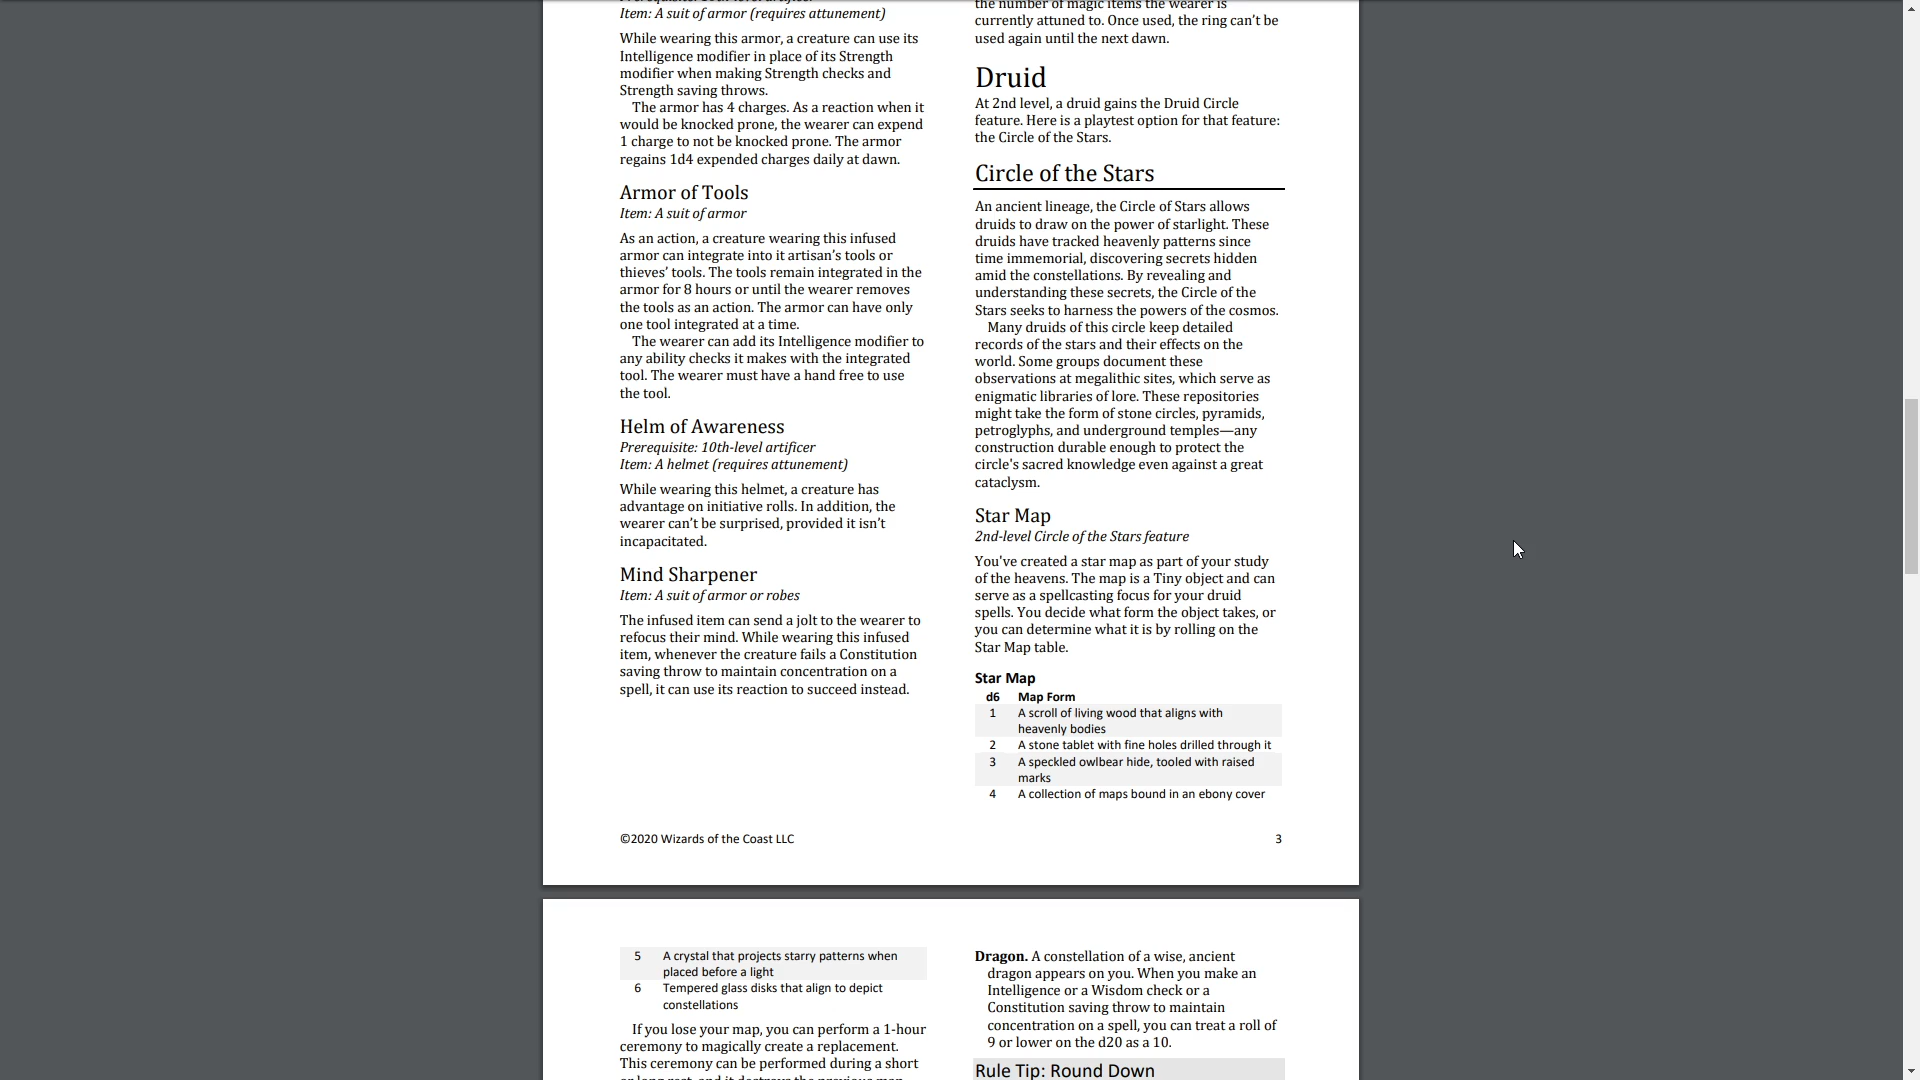 Item: A suit of armor (requires attunement)
While wearing this armor, a creature can use its
Intelligence modifier in place of its Strength
modifier when making Strength checks and
Strength saving throws.
The armor has 4 charges. As a reaction when it
would be knocked prone, the wearer can expend
1 charge to not be knocked prone. The armor
regains 1d4 expended charges daily at dawn.
Armor of Tools
Item: A suit of armor
As an action, a creature wearing this infused
armor can integrate into it artisan’s tools or
thieves’ tools. The tools remain integrated in the
armor for 8 hours or until the wearer removes
the tools as an action. The armor can have only
one tool integrated at a time.
The wearer can add its Intelligence modifier to
any ability checks it makes with the integrated
tool. The wearer must have a hand free to use
the tool.
Helm of Awareness
Prerequisite: 10th-level artificer
Item: A helmet (requires attunement)
While wearing this helmet, a creature has
advantage on initiative rolls. In addition, the
wearer can’t be surprised, provided it isn’t
incapacitated.
Mind Sharpener
Item: A suit of armor or robes
The infused item can send a jolt to the wearer to
refocus their mind. While wearing this infused
item, whenever the creature fails a Constitution
saving throw to maintain concentration on a
spell, it can use its reaction to succeed instead.
the number of magic items the wearer is
currently attuned to. Once used, the ring can’t be
used again until the next dawn.
Druid
At 2nd level, a druid gains the Druid Circle
feature. Here is a playtest option for that feature:
the Circle of the Stars.
Circle of the Stars
An ancient lineage, the Circle of Stars allows
druids to draw on the power of starlight. These
druids have tracked heavenly patterns since
time immemorial, discovering secrets hidden
amid the constellations. By revealing and
understanding these secrets, the Circle of the
Stars seeks to harness the powers of the cosmos.
Many druids of this circle keep detailed
records of the stars and their effects on the
world. Some groups document these
observations at megalithic sites, which serve as
enigmatic libraries of lore. These repositories
might take the form of stone circles, pyramids,
petroglyphs, and underground temples—any
construction durable enough to protect the
circle's sacred knowledge even against a great
cataclysm.
Star Map
2nd-level Circle of the Stars feature
You've created a star map as part of your study
of the heavens. The map is a Tiny object and can
serve as a spellcasting focus for your druid
spells. You decide what form the object takes, or
you can determine what it is by rolling on the
Star Map table.
Star Map
d6 Map Form
1 A scroll of living wood that aligns with
heavenly bodies
2 A stone tablet with fine holes drilled through it
3 A speckled owlbear hide, tooled with raised
marks
4 A collection of maps bound in an ebony cover
©2020 Wizards of the Coast LLC
3
5 A crystal that projects starry patterns when
placed before a light
6 Tempered glass disks that align to depict
constellations
If you lose your map, you can perform a 1-hour
ceremony to magically create a replacement.
This ceremony can be performed during a short
Dragon. A constellation of a wise, ancient
dragon appears on you. When you make an
Intelligence or a Wisdom check or a
Constitution saving throw to maintain
concentration on a spell, you can treat a roll of
9 or lower on the d20 as a 10.
Rule Tip: Round Down